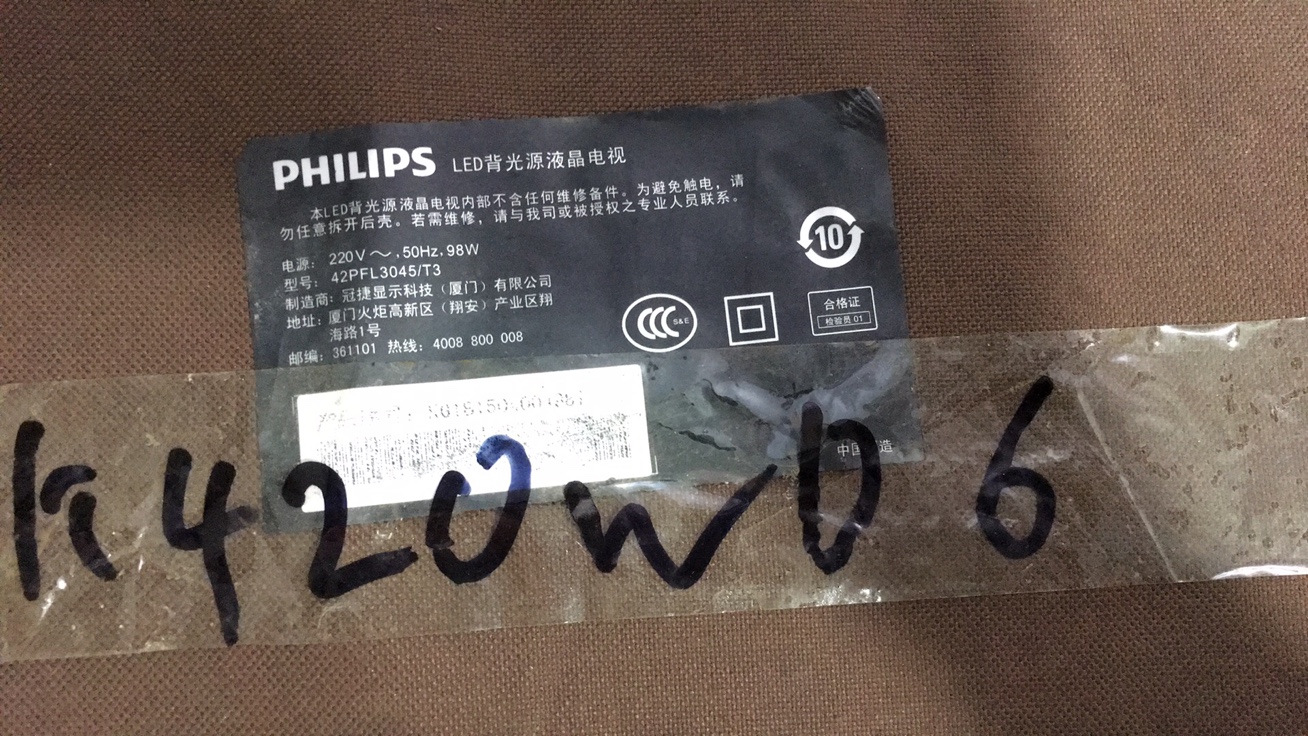 PHILIPS LED背光源液晶电视
本LED背光源液晶电视内部不含任何维修备件。为避免触电，请
勿任意拆开后壳。若需维修，请与我司或被授权之专业人员联系。
电源： 220V～,50Hz,98W
型号： 42PFL3045/T3
制造商：冠捷显示科技（厦门）有限公司
地址：厦门火炬高新区（翔安）产业区翔
海路1号
邮编：361101 热线：4008 800 008
10
CCC S&E
合格证
检验员 01
中国 造
K420WD6